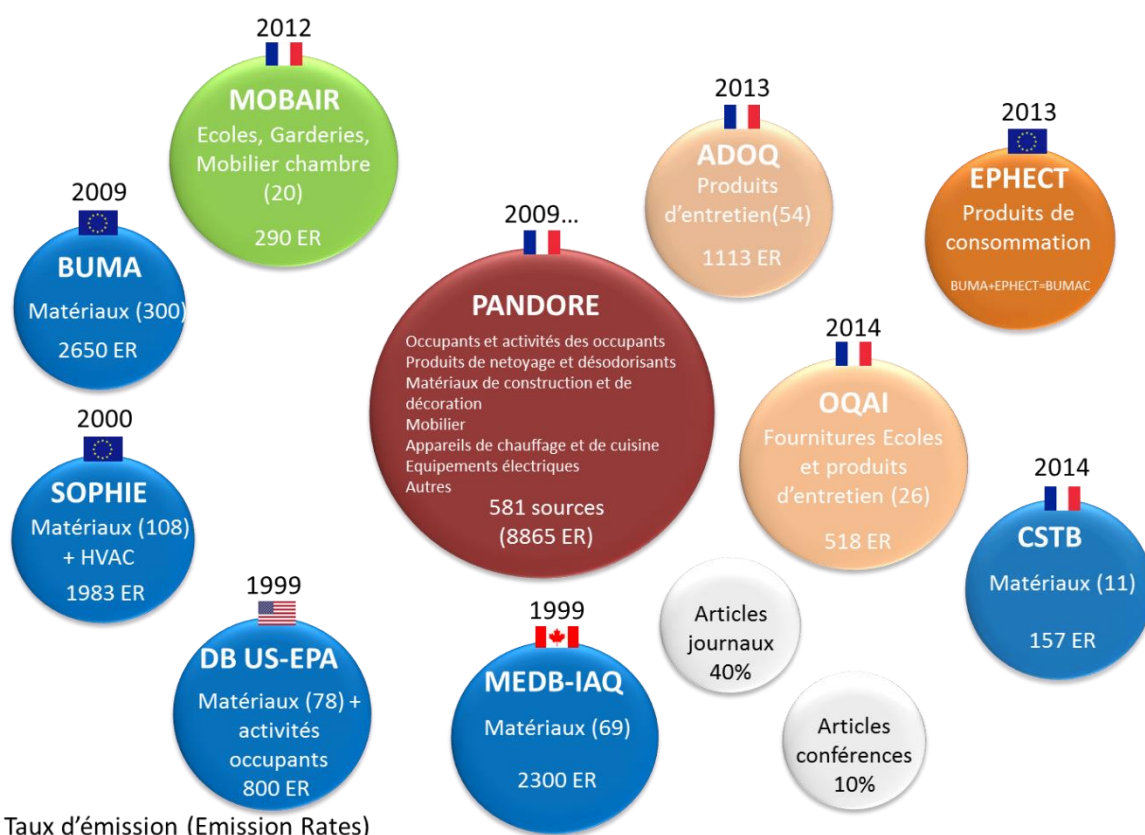 2012
MOBAIR
Ecoles, Garderies,
Mobilier chambre
(20)
290 ER
2013
ADOQ
Produits
d'entretien(54)
1113 ER
2013
EPHECT
Produits de
consommation
BUMA+EPHECT=BUMAC
2009
BUMA
Matériaux (300)
2650 ER
2009...
PANDORE
Occupants et activités des occupants
Produits de netoyage et désodorisants
Matériaux de construction et de
décoration
Mobilier
Appareils de chauffage et de cuisine
Equipements électriques
Autres
581 sources
(8865 ER)
2014
OQAI
Fournitures Ecoles
et produits
d'entretien (26)
518 ER
2000
SOPHIE
Matériaux (108)
+ HVAC
1983 ER
2014
CSTB
Matériaux (11)
157 ER
1999
DB US-EPA
Matériaux (78) +
activités
occupants
800 ER
1999
MEDB-IAQ
Matériaux (69)
2300 ER
Articles
journaux
40%
Articles
conférences
10%
Taux d'émission (Emission Rates)